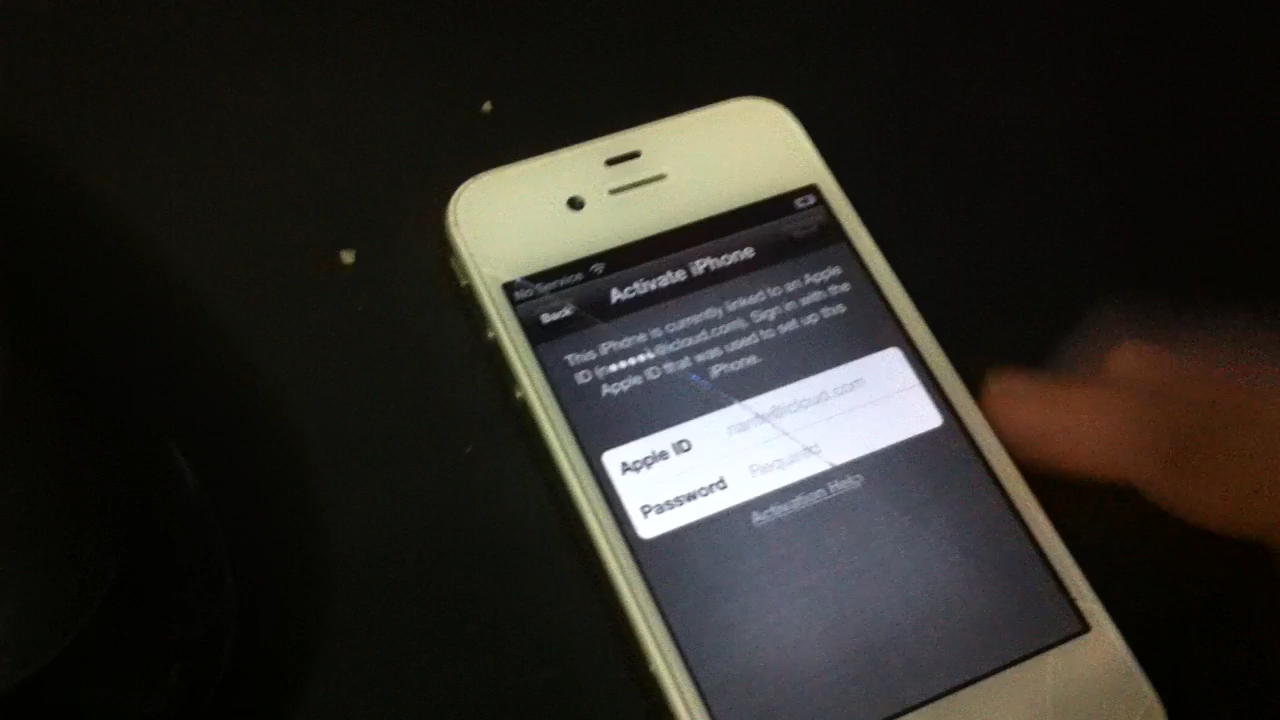 No Service
Back
Activate iPhone
This iPhone is currently linked to an Apple
ID (n•••••@icloud.com). Sign in with the
Apple ID that was used to set up this
iPhone.
Apple ID name@icloud.com
Password Required
Activation Help